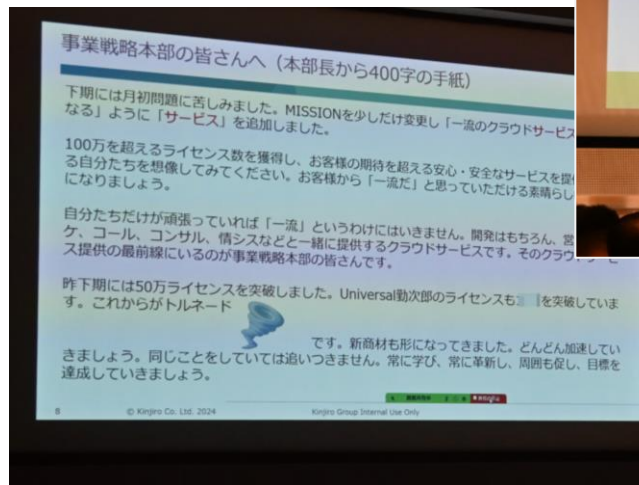 事業戦略本部の皆さんへ（本部長から400字の手紙）
下期には月初問題に苦しみました。MISSIONを少しだけ変更し「一流のクラウドサービス
なる」ように「サービス」を追加しました。
100万を超えるライセンス数を獲得し、お客様の期待を超える安心・安全なサービスを提
る自分たちを想像してみてください。お客様から「一流だ」と思っていただける素晴らし
になりましょう。
自分たちだけが頑張っていれば「一流」というわけにはいきません。開発はもちろん、営
ケ、コール、コンサル、情シスなどと一緒に提供するクラウドサービスです。そのクラウドサービ
ス提供の最前線にいるのが事業戦略本部の皆さんです。
昨下期には50万ライセンスを突破しました。Universal勤次郎のライセンスも を突破していま
す。これからがトルネード
です。新商材も形になってきました。どんどん加速してい
きましょう。同じことをしていては追いつきません。常に学び、常に革新し、周囲も促し、目標を
達成していきましょう。
8 © Kinjiro Co. Ltd. 2024 Kinjiro Group Internal Use Only